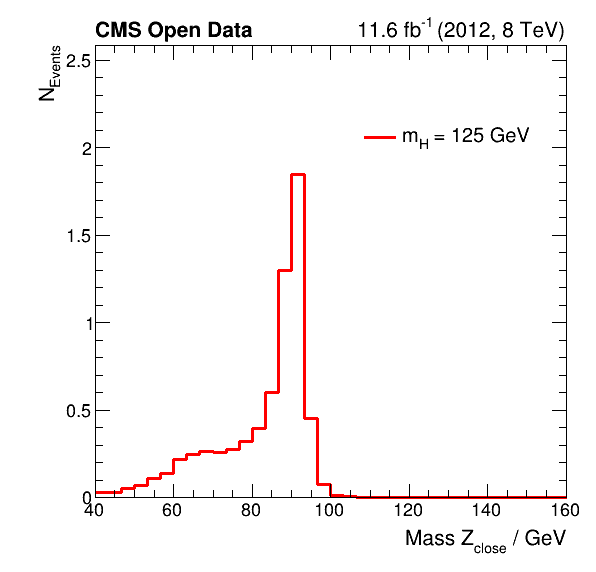 CMS Open Data 11.6 fb-1 (2012, 8 TeV)
NEvents
2.5
2
1.5
1
0.5
0
mH = 125 GeV
40 60 80 100 120 140 160
Mass Zclose / GeV